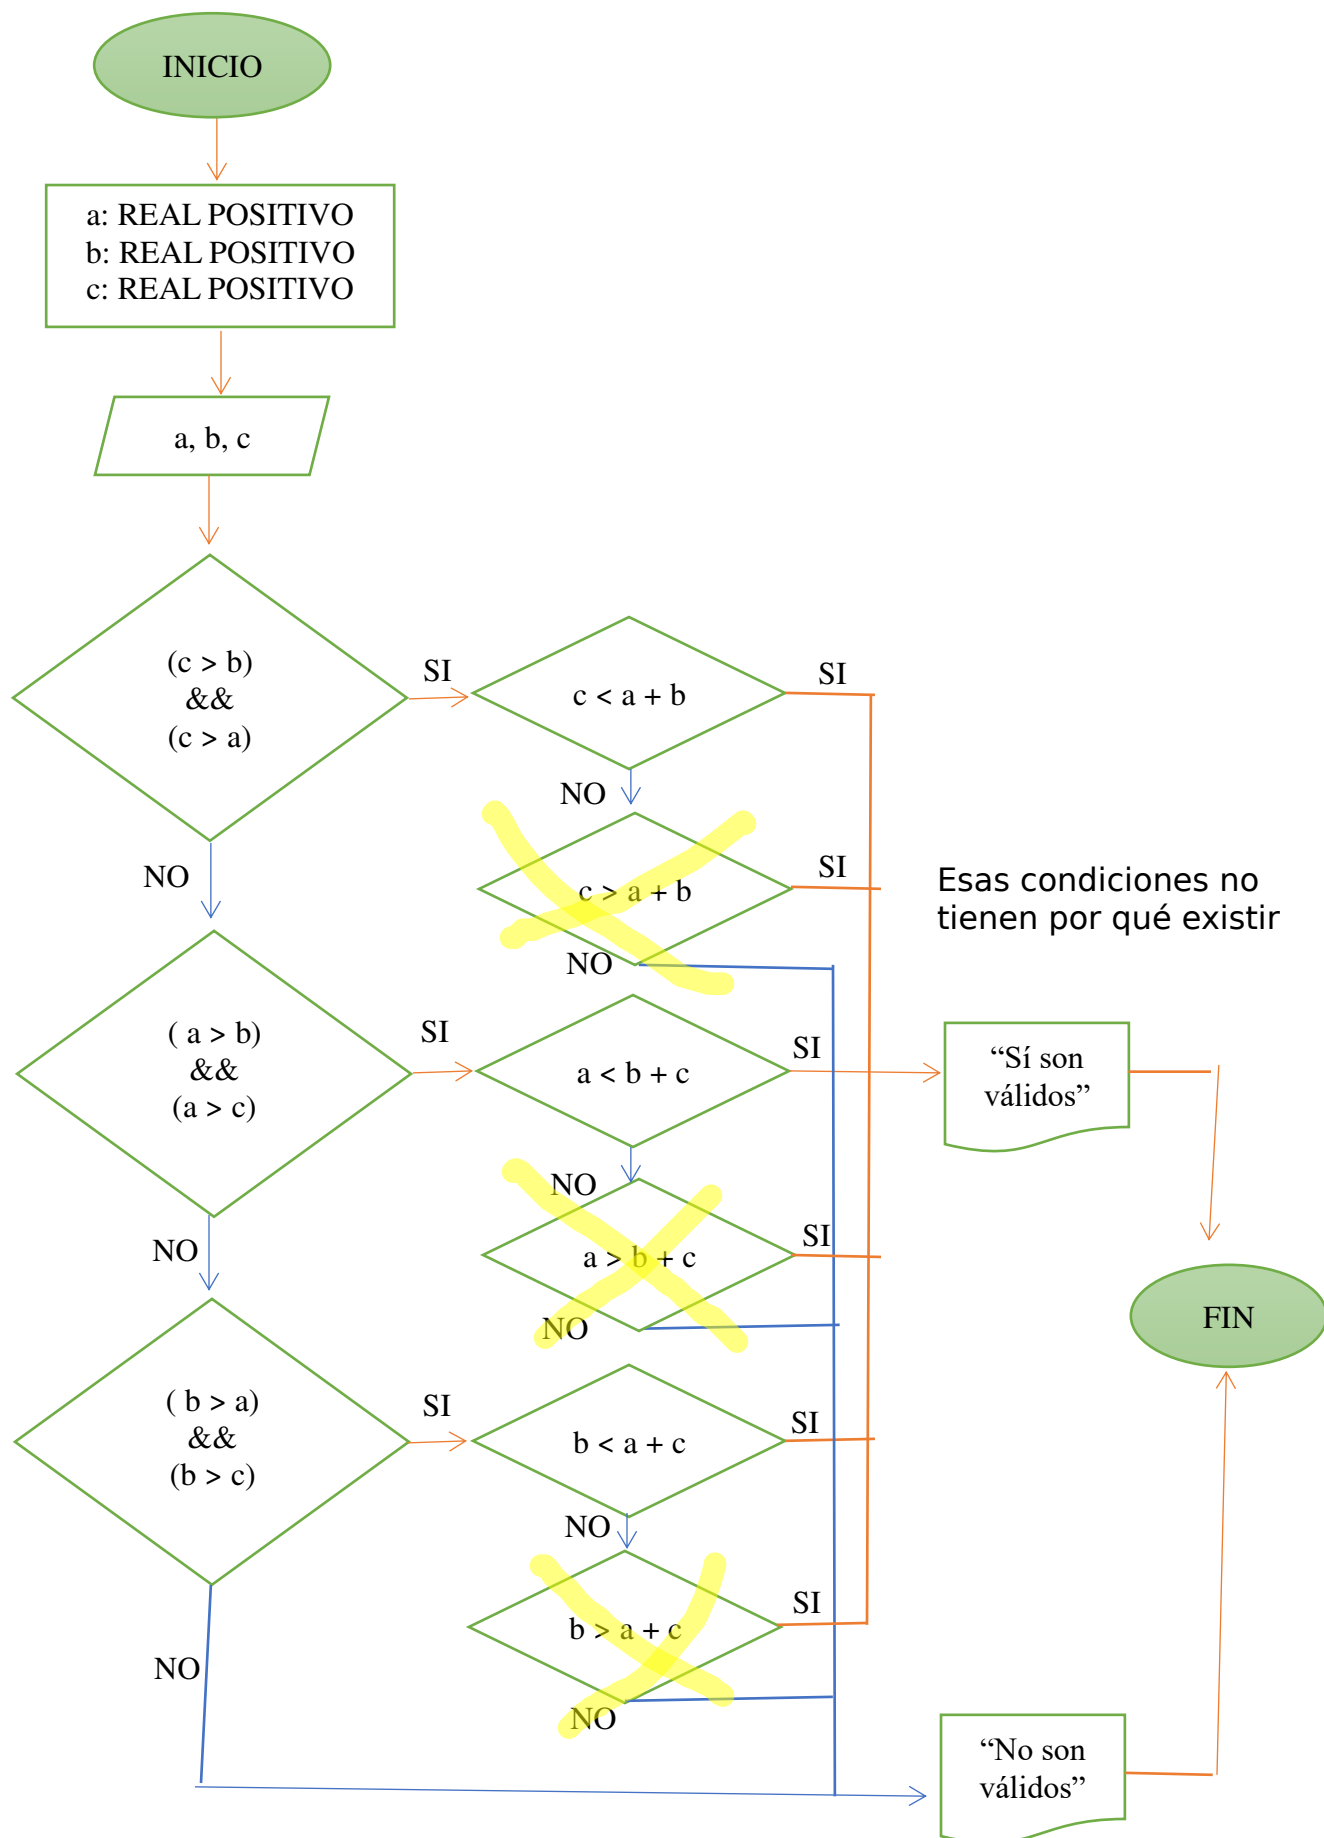 INICIO
a: REAL POSITIVO
b: REAL POSITIVO
c: REAL POSITIVO
a, b, c
(c > b)
&&
(c > a)
SI
c < a + b
SI
NO
NO
c > a + b
SI
NO
Esas condiciones no
tienen por qué existir
( a > b)
&&
(a > c)
SI
a < b + c
SI
“Sí son
válidos”
NO
NO
a > b + c
SI
NO
FIN
( b > a)
&&
(b > c)
SI
b < a + c
SI
NO
NO
b > a + c
SI
NO
“No son
válidos”